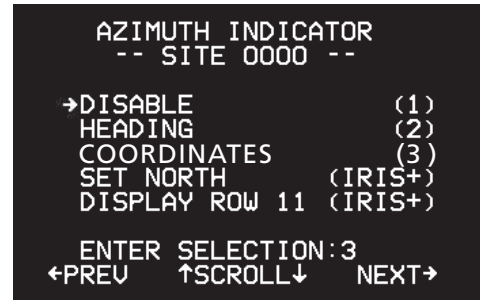 AZIMUTH INDICATOR
-- SITE 0000 --
→DISABLE (1)
HEADING (2)
COORDINATES (3)
SET NORTH (IRIS+)
DISPLAY ROW 11 (IRIS+)
ENTER SELECTION:3
←PREV ↑SCROLL↓ NEXT→